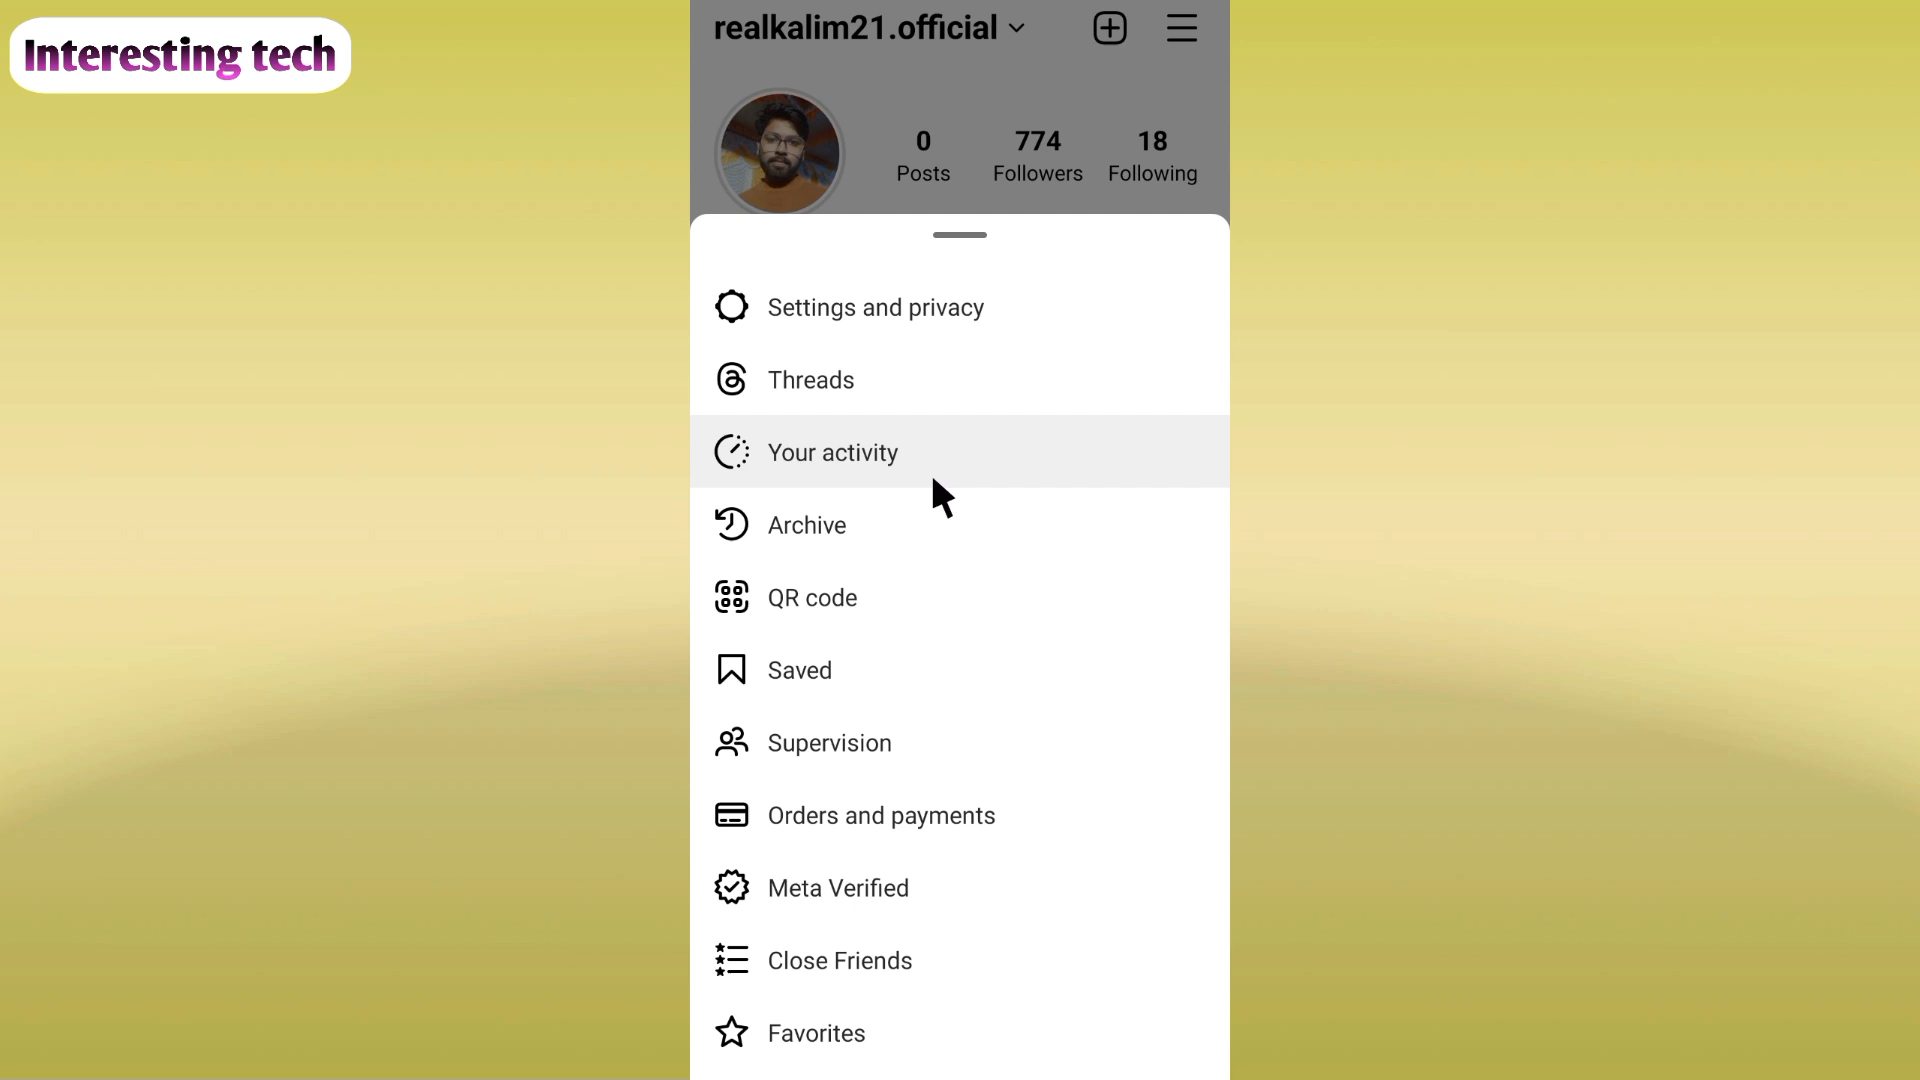 Interesting tech
realkalim21.official
0 774 18
Posts Followers Following
Settings and privacy
Threads
Your activity
Archive
QR code
Saved
Supervision
Orders and payments
Meta Verified
Close Friends
Favorites